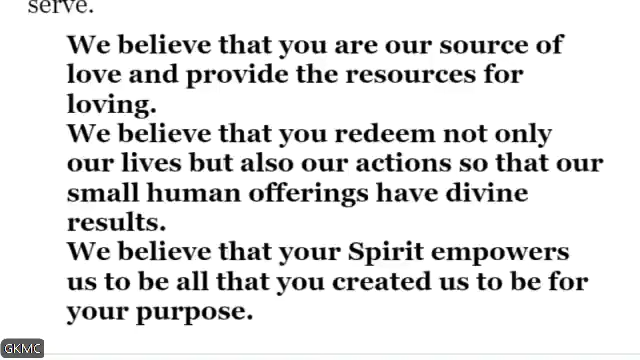 serve.
We believe that you are our source of
love and provide the resources for
loving.
We believe that you redeem not only
our lives but also our actions so that our
small human offerings have divine
results.
We believe that your Spirit empowers
us to be all that you created us to be for
your purpose.
GKMC